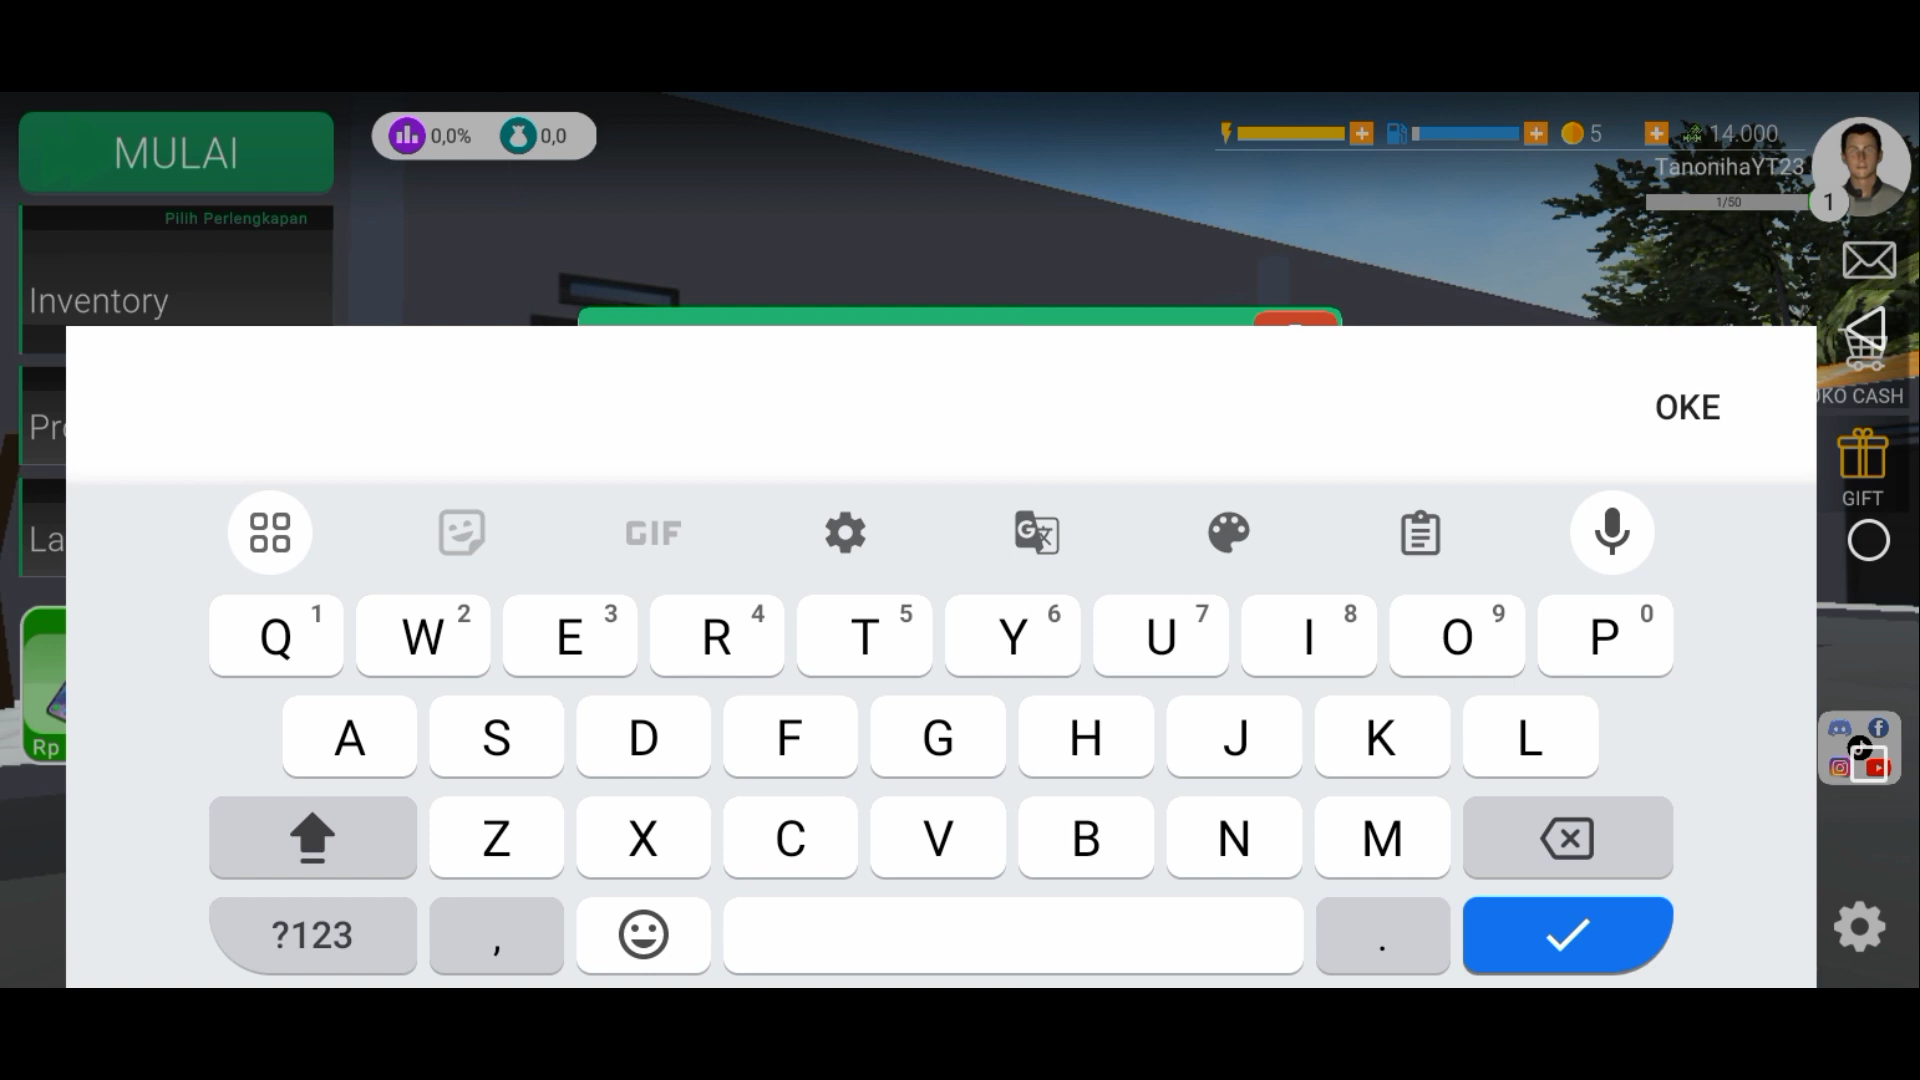 MULAI
0,0%
0,0
5
14.000
TanonihaYT23
1/50
1
Pilih Perlengkapan
Inventory
OKE
CASH
GIF
GIFT
Q 1 W 2 E 3 R 4 T 5 Y 6 U 7 I 8 O 9 P 0
A S D F G H J K L
Rp
Z X C V B N M
?123 , .